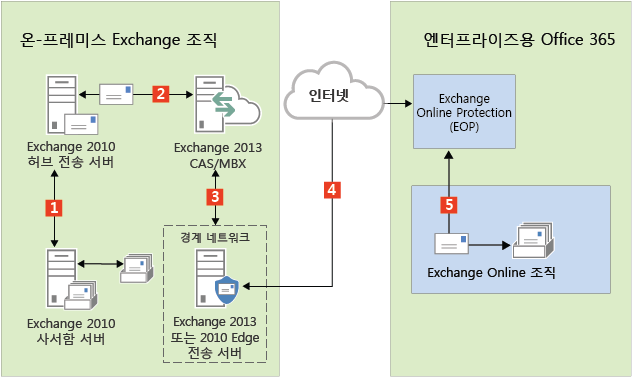 온-프레미스 Exchange 조직
엔터프라이즈용 Office 365
2
Exchange 2010
허브 전송 서버
Exchange 2013
CAS/MBX
인터넷
Exchange
Online Protection
(EOP)
1
3
4
5
경계 네트워크
Exchange 2010
사서함 서버
Exchange 2013
또는 2010 Edge
전송 서버
Exchange Online 조직